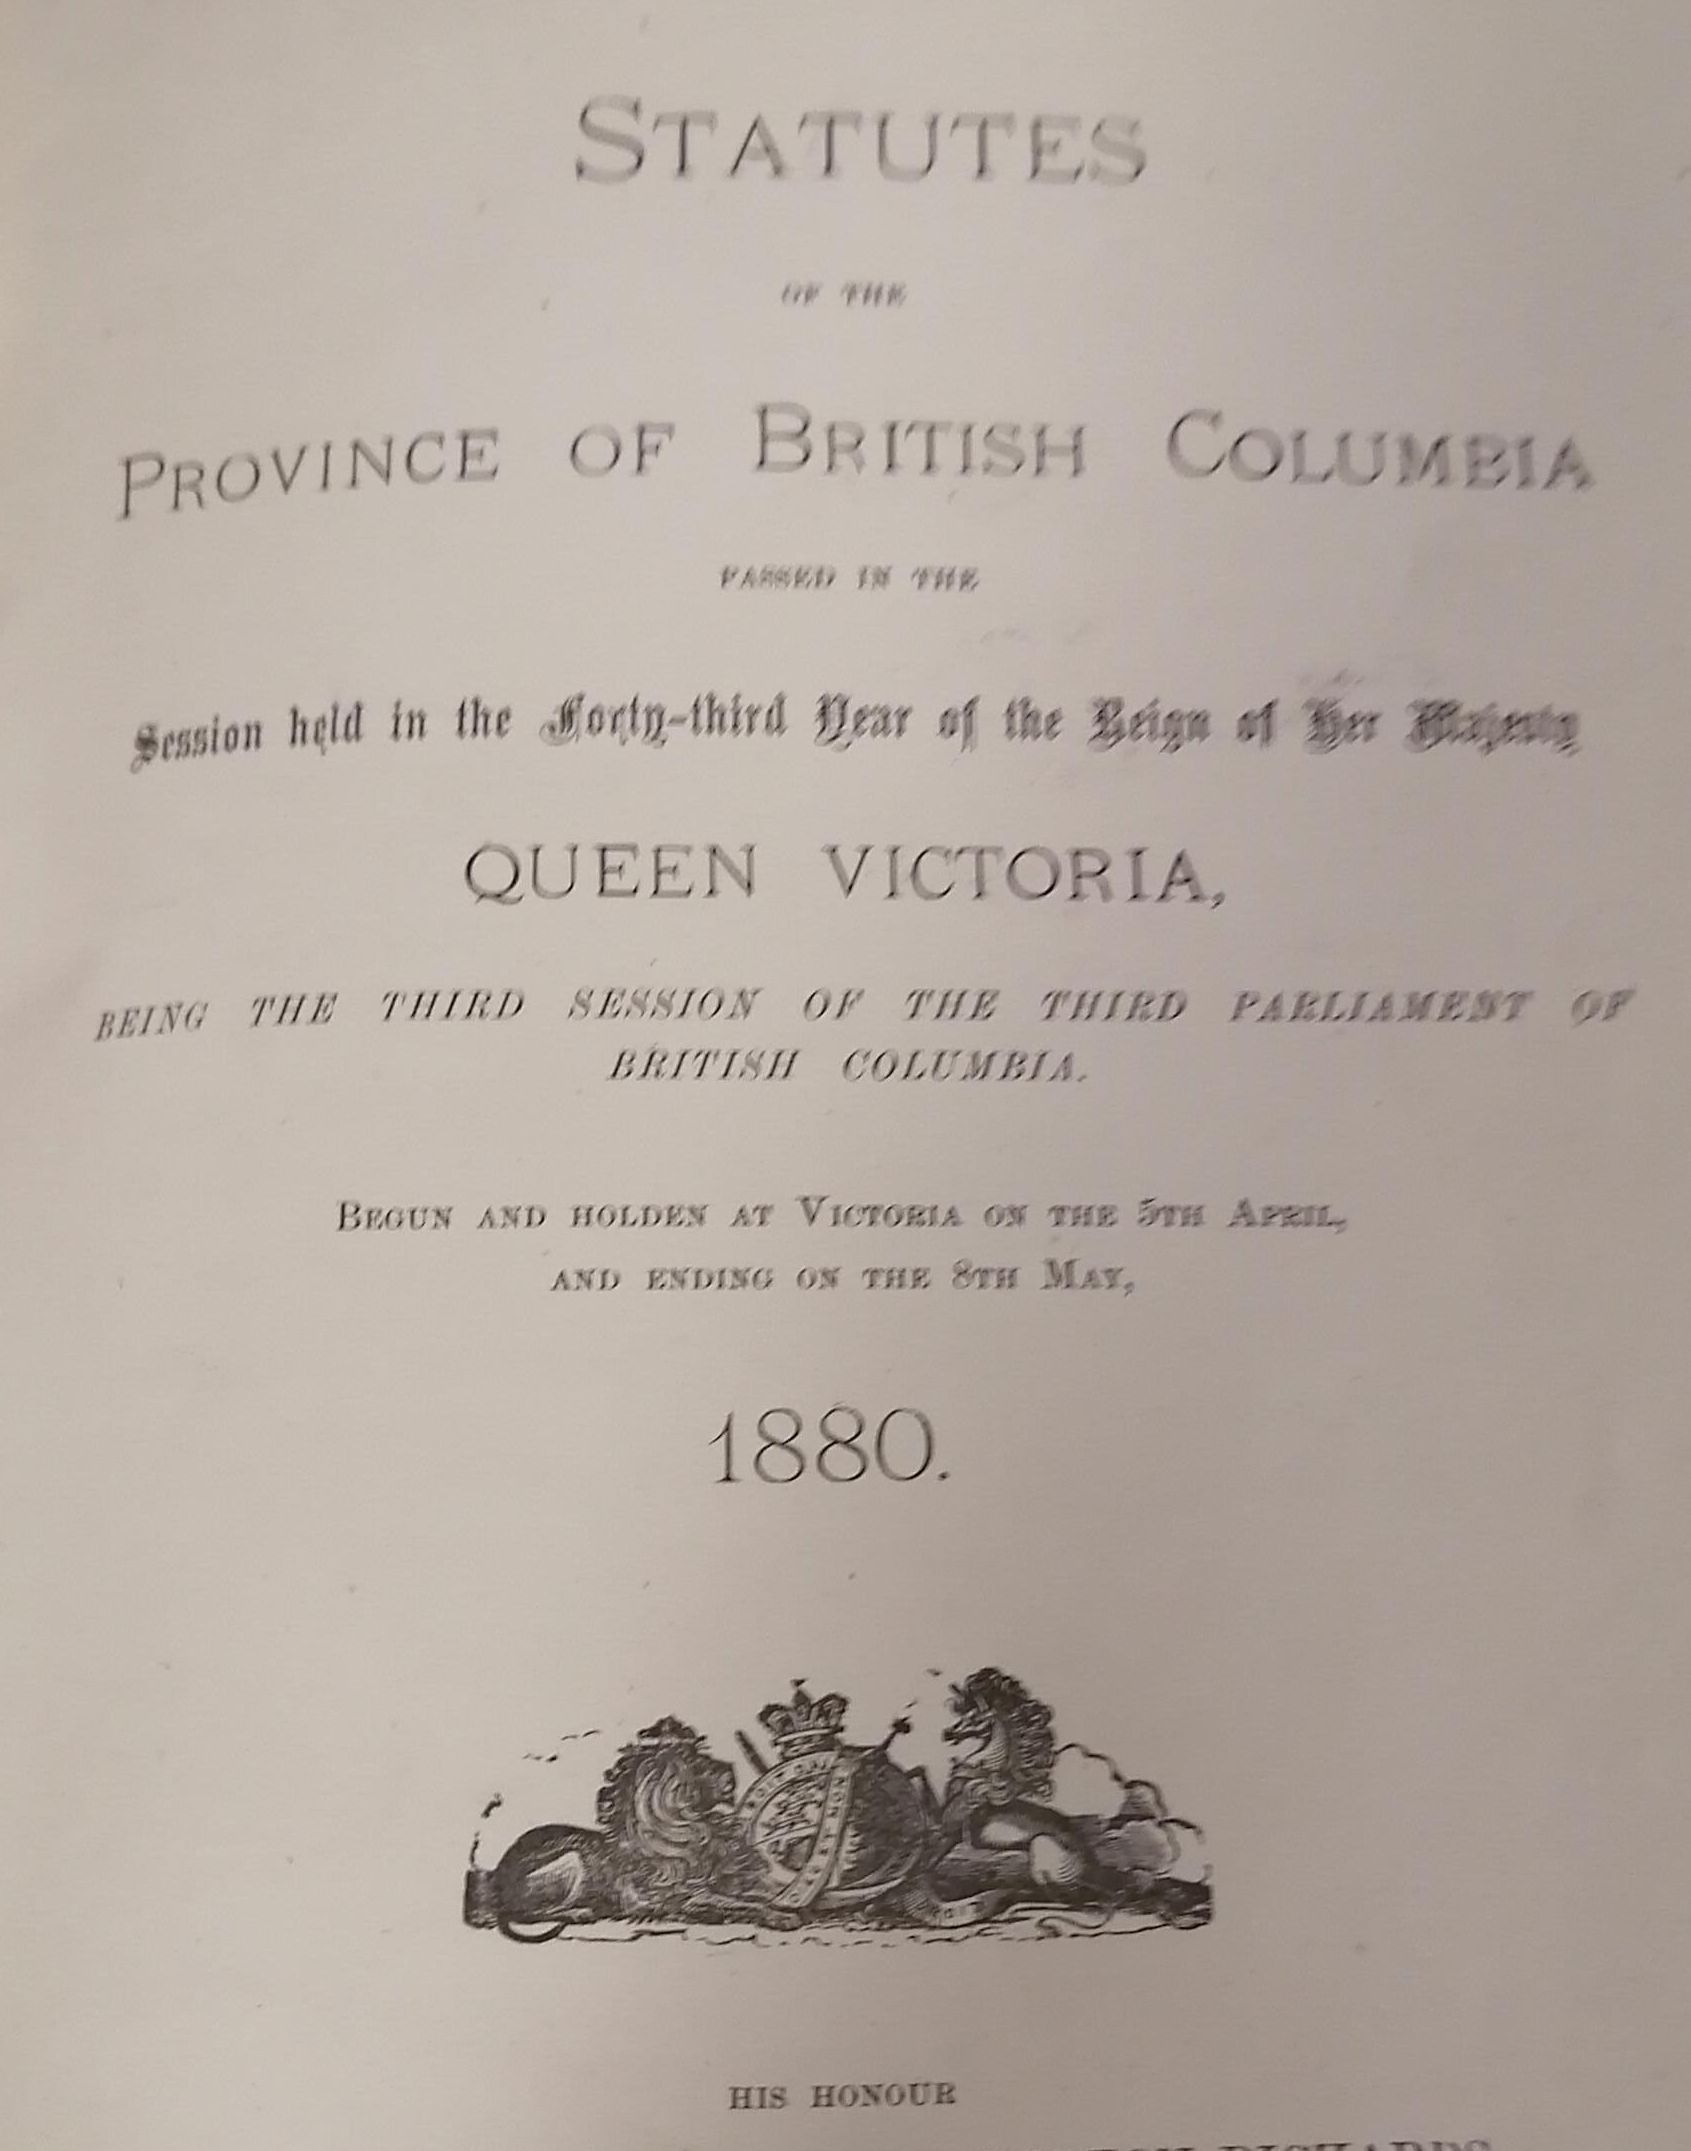 STATUTES
OF THE
PROVINCE OF BRITISH COLUMBIA
PASSED IN THE
Session held in the Forty-third Year of the Reign of Her Majesty
QUEEN VICTORIA,
BEING THE THIRD SESSION OF THE THIRD PARLIAMENT OF
BRITISH COLUMBIA.
BEGUN AND HOLDEN AT VICTORIA ON THE 5TH APRIL,
AND ENDING ON THE 8TH MAY,
1880.
HIS HONOUR
RICHARDS